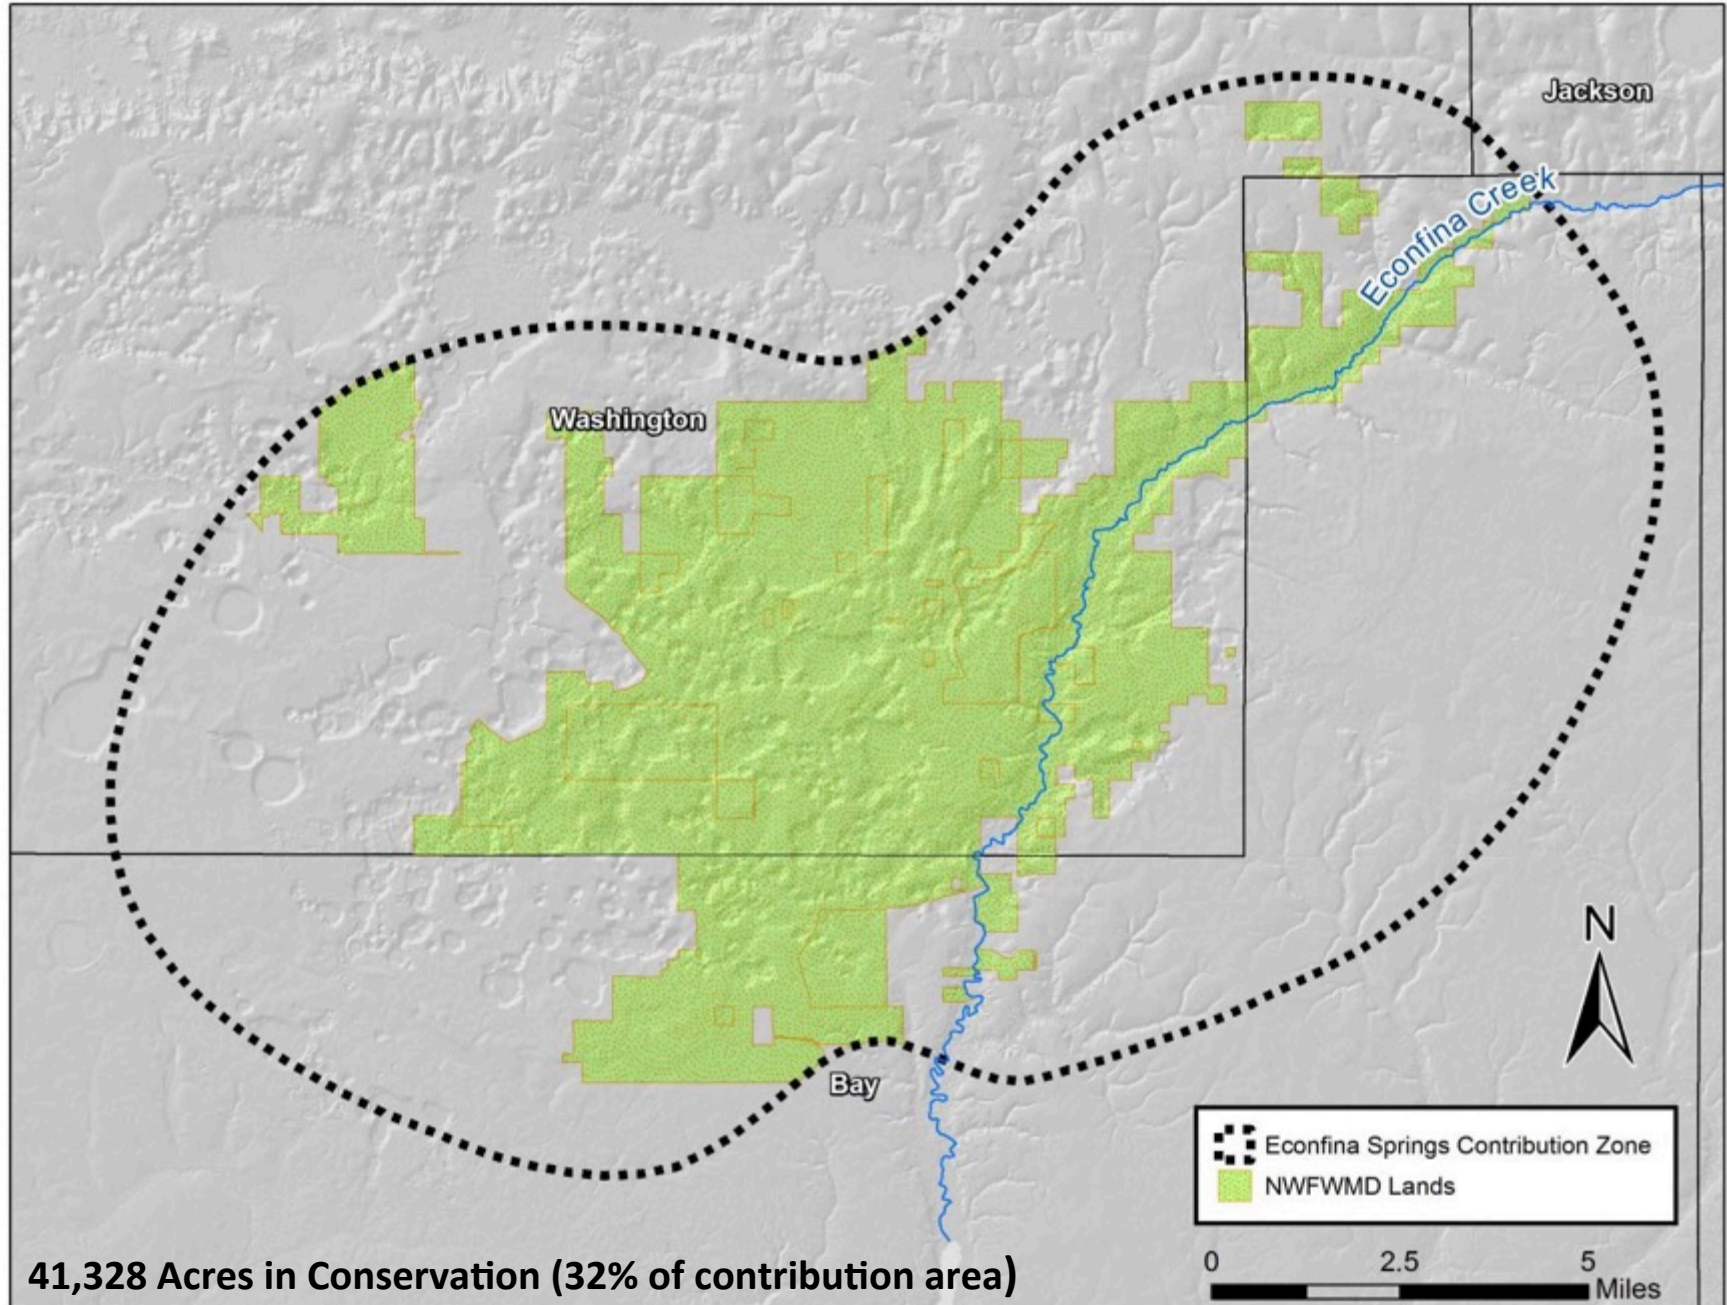 Jackson
Econfina Creek
Washington
N
Bay
Econfina Springs Contribution Zone
NWFWMD Lands
41,328 Acres in Conservation (32% of contribution area)
0 2.5 5
Miles